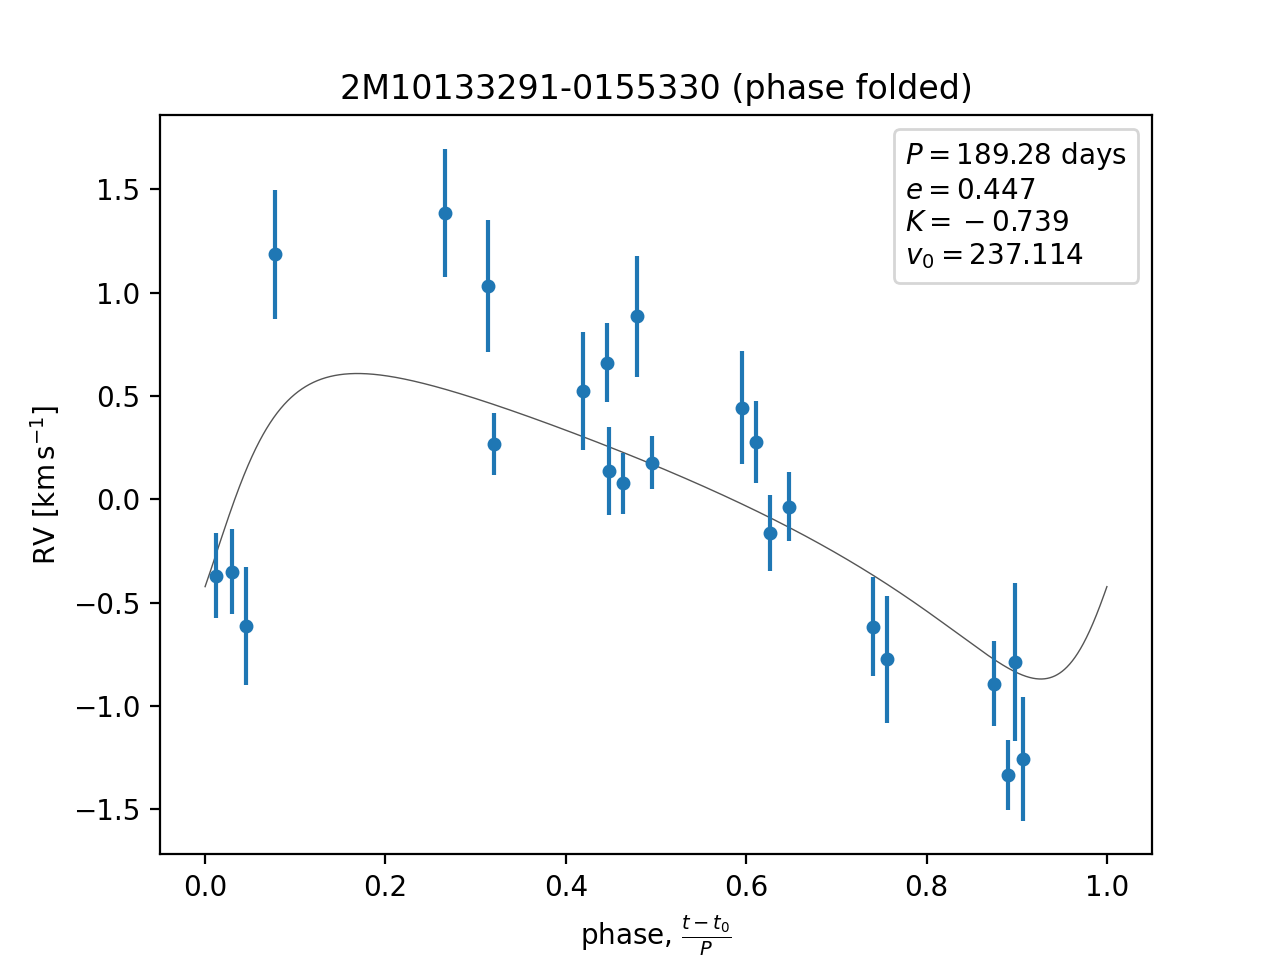 2M10133291-0155330 (phase folded)
P = 189.28 days
e = 0.447
K = −0.739
v₀ = 237.114
1.5
1.0
0.5
0.0
−0.5
−1.0
−1.5
RV [km s⁻¹]
0.0 0.2 0.4 0.6 0.8 1.0
phase, (t − t₀)/P